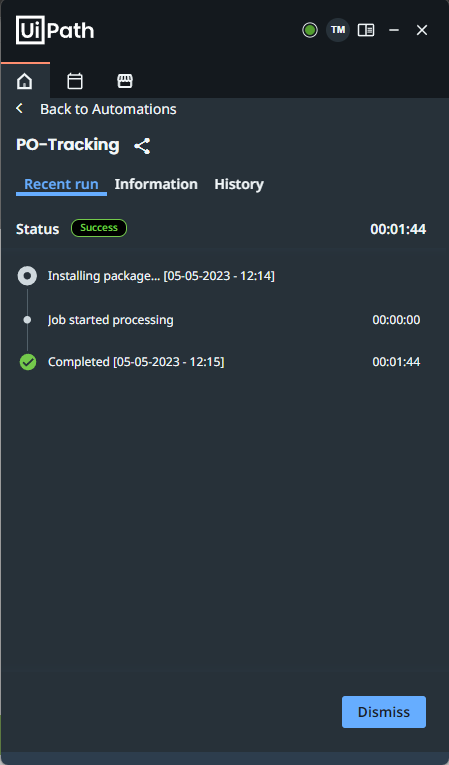 UiPath
TM
Back to Automations
PO-Tracking
Recent run Information History
Status Success 00:01:44
Installing package... [05-05-2023 - 12:14]
Job started processing 00:00:00
Completed [05-05-2023 - 12:15] 00:01:44
Dismiss